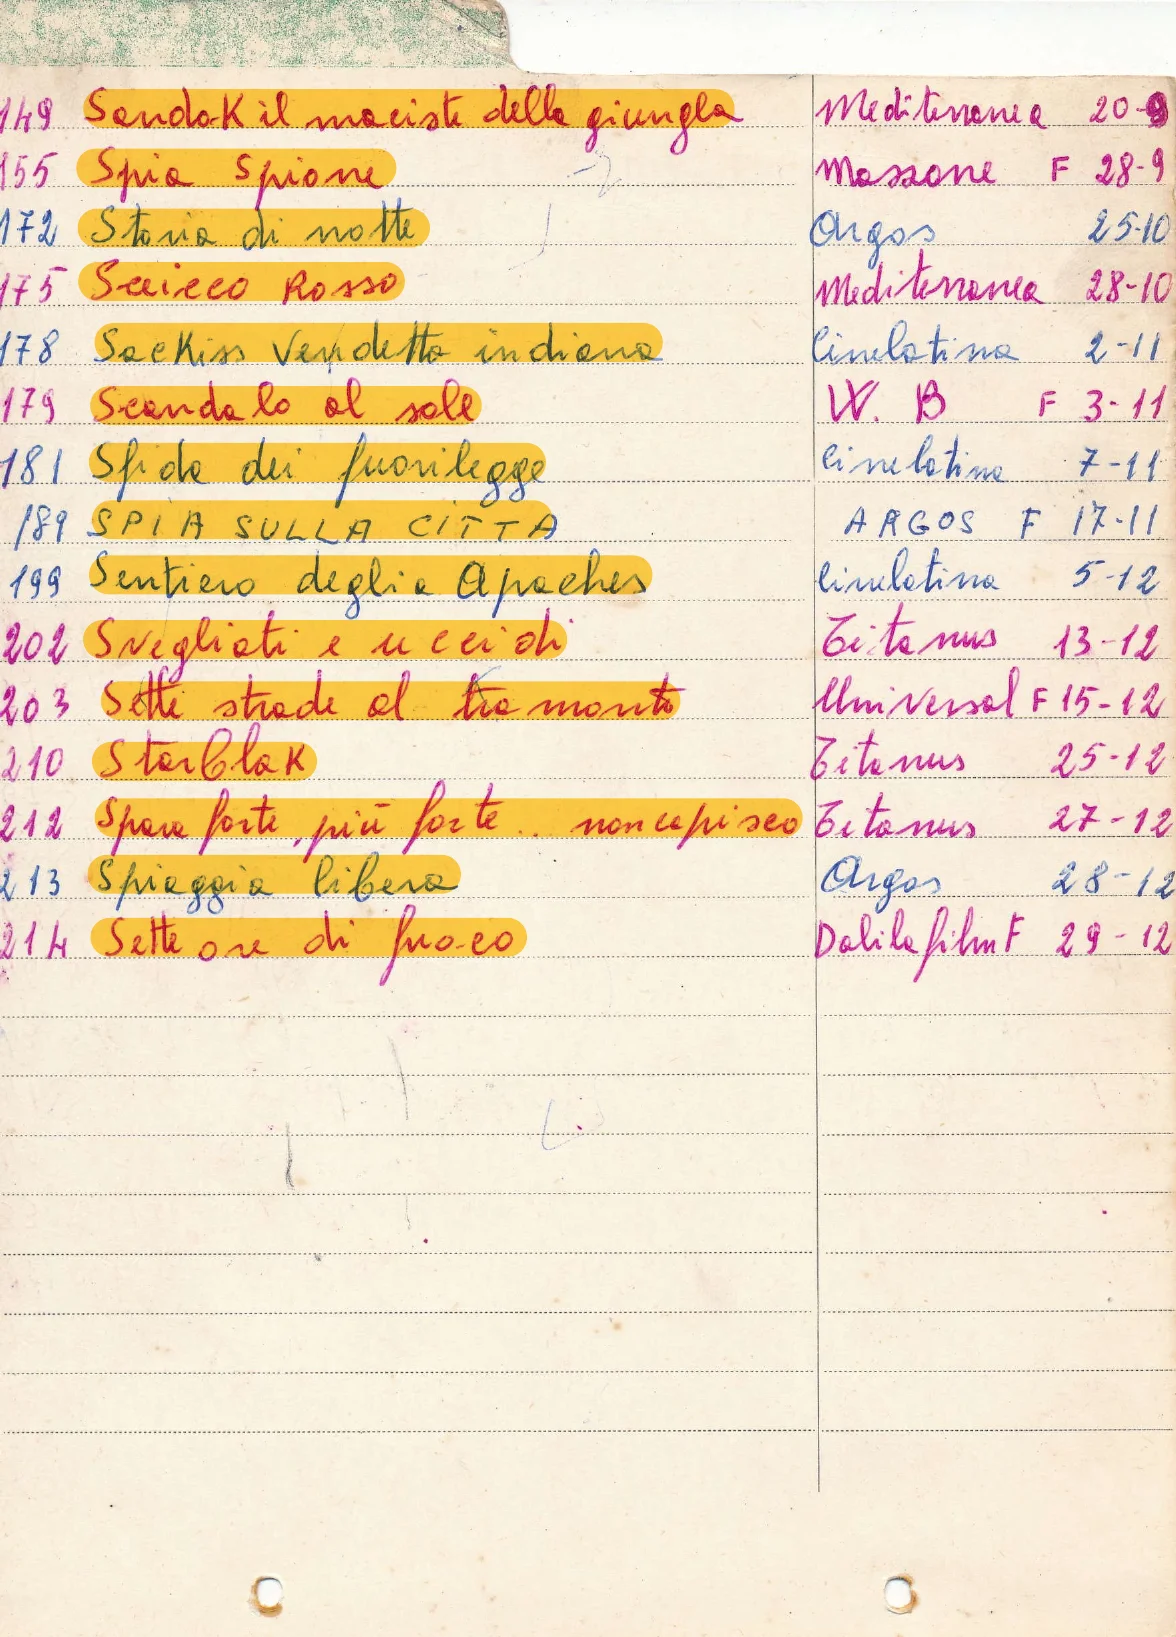 149 Sandok il maciste della giungla Mediterranea 20-9
155 Spia Spione Massone F 28-9
172 Storia di notte Argos 25-10
175 Sceicco Rosso Mediterranea 28-10
178 Sackiss Vendetta indiana Cinelatina 2-11
179 Scandalo al sole W. B F 3-11
181 Sfida dei fuorilegge Cinelatina 7-11
189 SPIA SULLA CITTA ARGOS F 17-11
199 Sentiero deglia Apaches Cinelatina 5-12
202 Svegliati e uccidi Titanus 13-12
203 Sette strade al tramonto Universal F 15-12
210 StarBlaK Titanus 25-12
212 Spara forte, più forte.. non capisco Titanus 27-12
213 Spiaggia libera Argos 28-12
214 Sette ore di fuoco Dalila film F 29-12